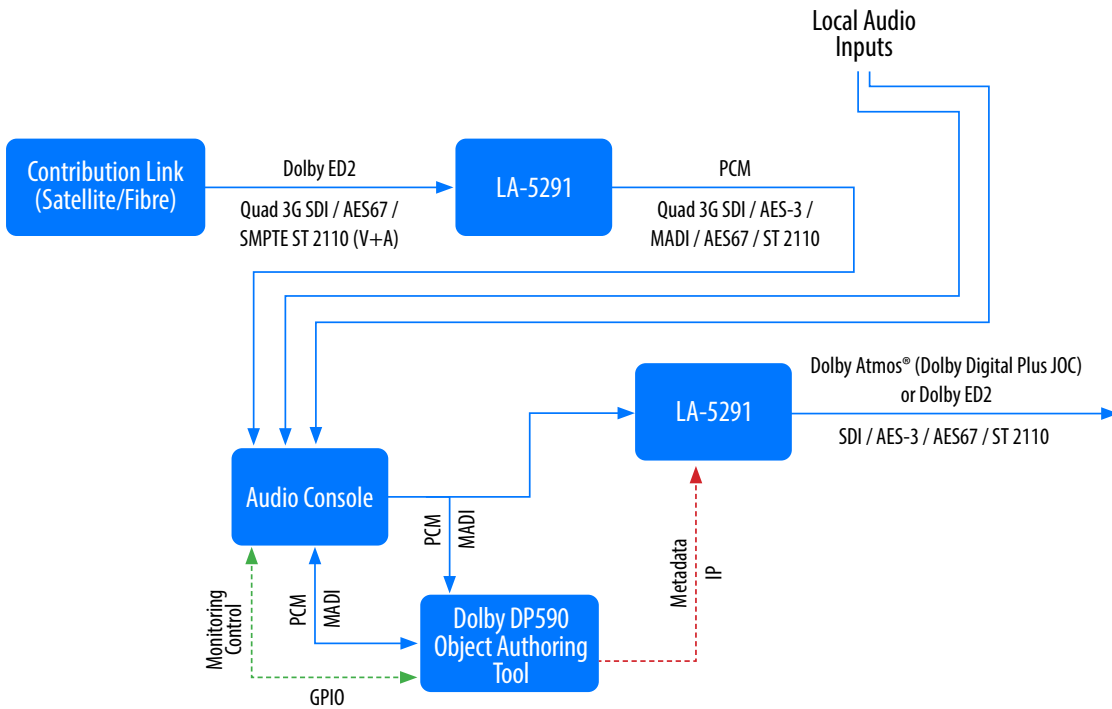 Local Audio
Inputs
Contribution Link
(Satellite/Fibre)
Dolby ED2
Quad 3G SDI / AES67 /
SMPTE ST 2110 (V+A)
LA-5291
PCM
Quad 3G SDI / AES-3 /
MADI / AES67 / ST 2110
LA-5291
Dolby Atmos® (Dolby Digital Plus JOC)
or Dolby ED2
SDI / AES-3 / AES67 / ST 2110
Audio Console
PCM
MADI
Metadata
IP
Monitoring
Control
PCM
MADI
Dolby DP590
Object Authoring
Tool
GPIO